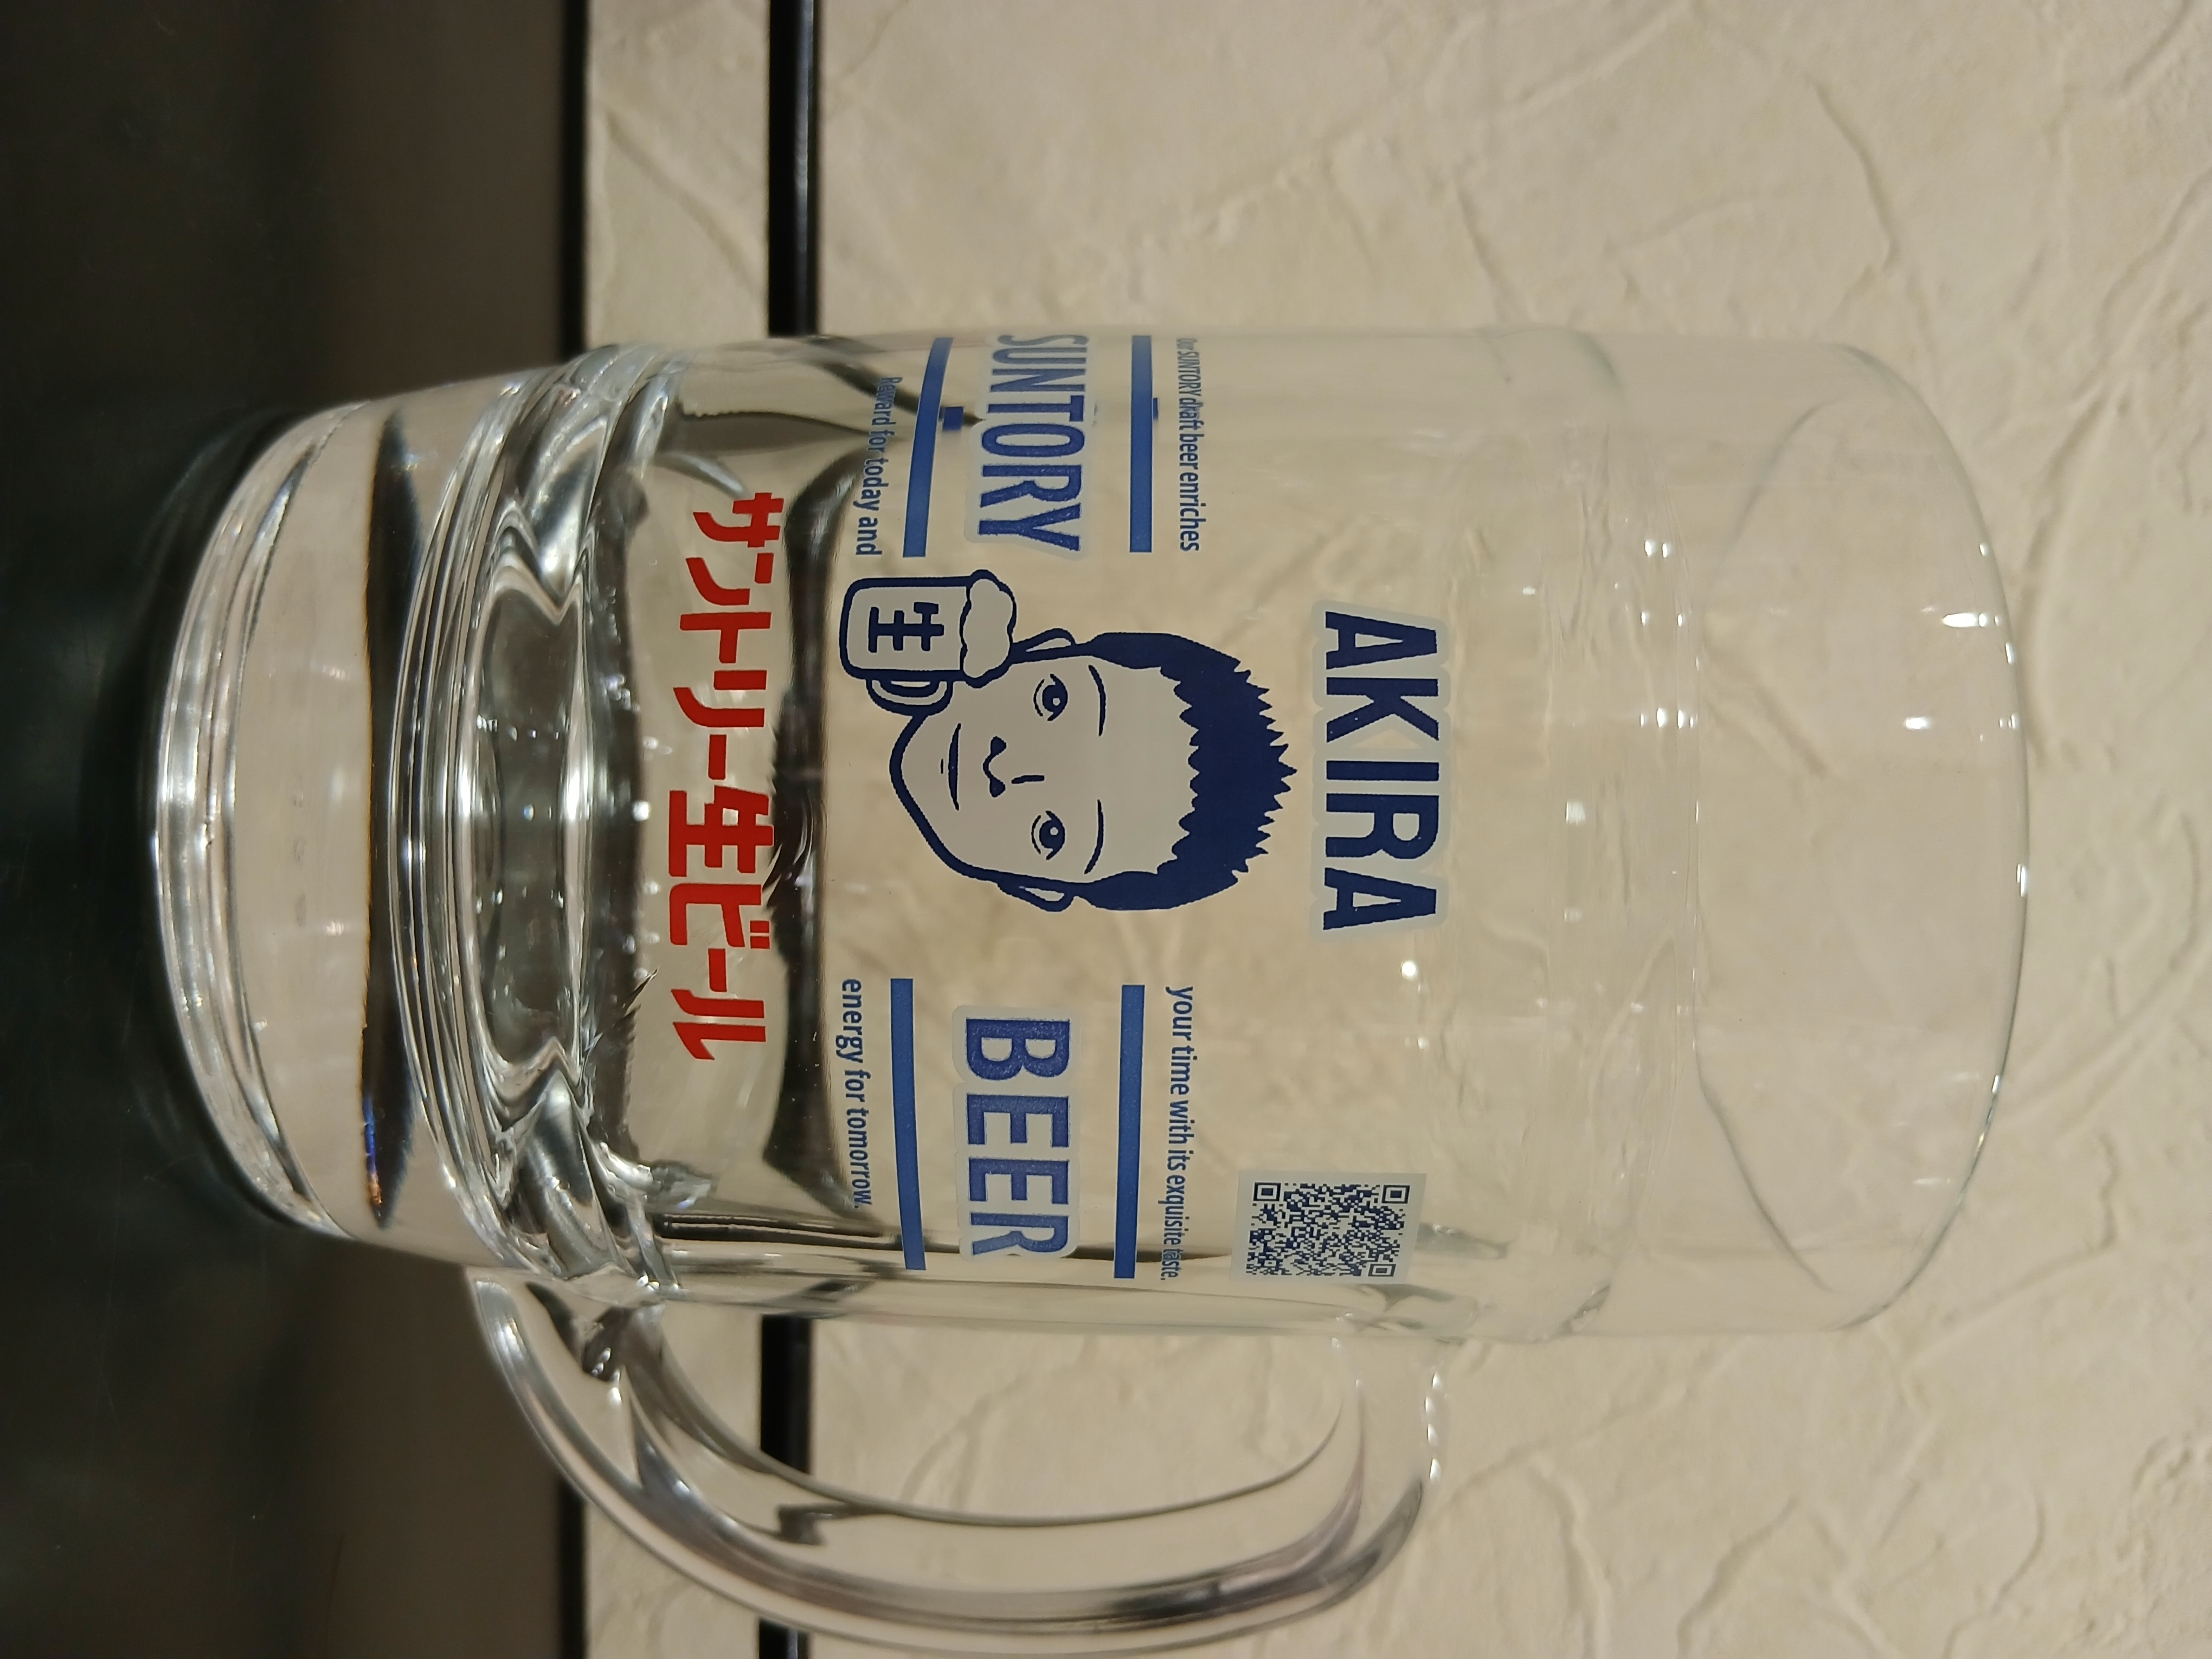 AKIRA
Our SUNTORY draft beer enriches your time with its exquisite taste.
SUNTORY BEER
生
Reward for today and energy for tomorrow.
サントリー生ビール